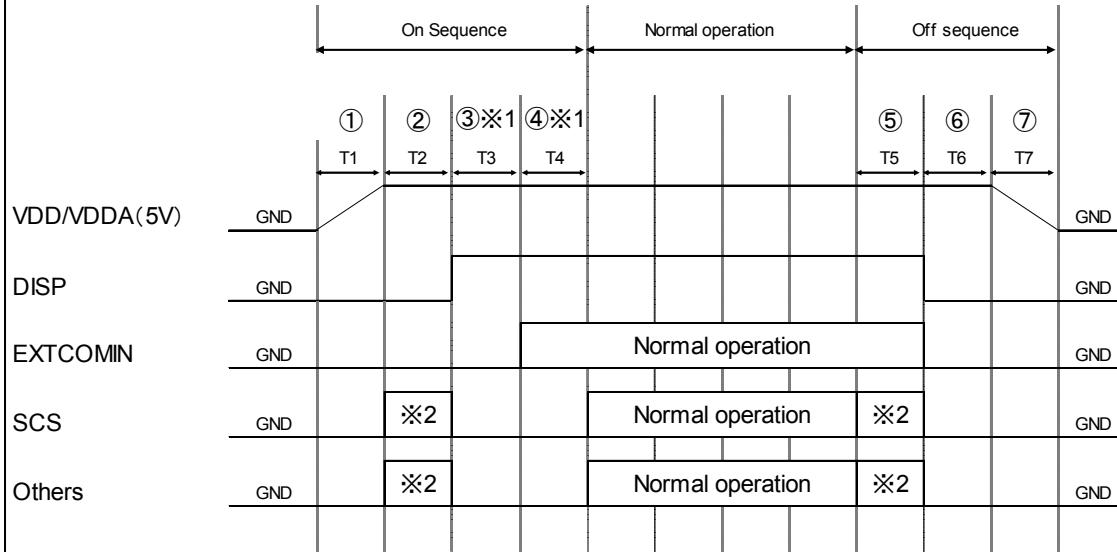 On Sequence Normal operation Off sequence
① ② ③※1 ④※1 ⑤ ⑥ ⑦
T1 T2 T3 T4 T5 T6 T7
VDD/VDDA(5V) GND GND
DISP GND GND
EXTCOMIN GND Normal operation GND
SCS GND ※2 Normal operation ※2 GND
Others GND ※2 Normal operation ※2 GND